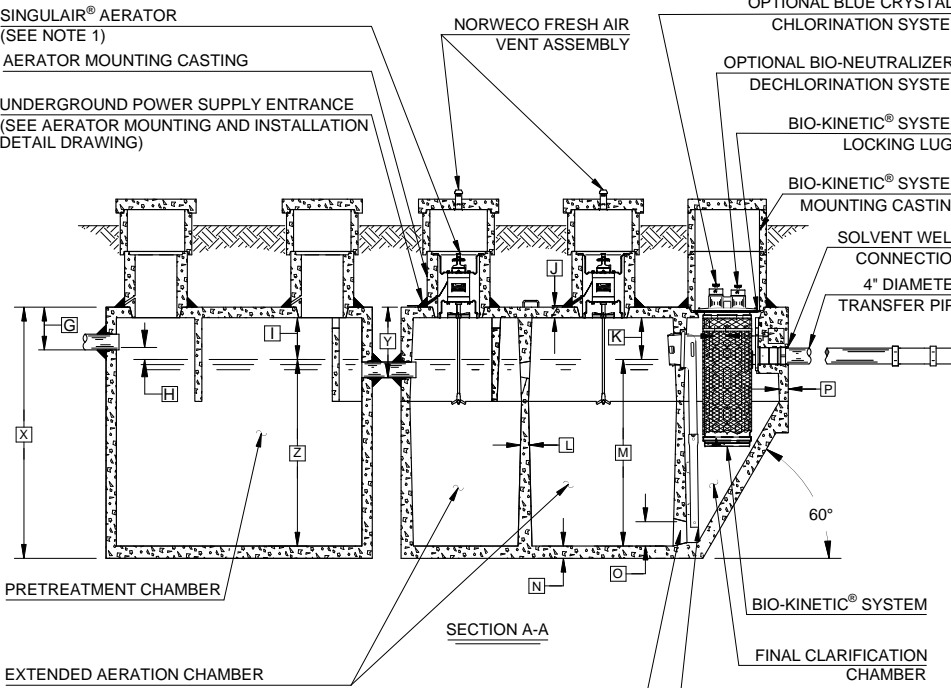 SINGULAIR® AERATOR
(SEE NOTE 1)
AERATOR MOUNTING CASTING
UNDERGROUND POWER SUPPLY ENTRANCE
(SEE AERATOR MOUNTING AND INSTALLATION
DETAIL DRAWING)
NORWECO FRESH AIR
VENT ASSEMBLY
OPTIONAL BLUE CRYSTAL
CHLORINATION SYSTE
OPTIONAL BIO-NEUTRALIZER
DECHLORINATION SYSTE
BIO-KINETIC® SYSTE
LOCKING LUG
BIO-KINETIC® SYSTE
MOUNTING CASTIN
SOLVENT WEL
CONNECTIO
4" DIAMETE
TRANSFER PIP
G
H
I
J
K
Y
X
Z
L
M
N
O
P
60°
PRETREATMENT CHAMBER
EXTENDED AERATION CHAMBER
SECTION A-A
BIO-KINETIC® SYSTEM
FINAL CLARIFICATION
CHAMBER